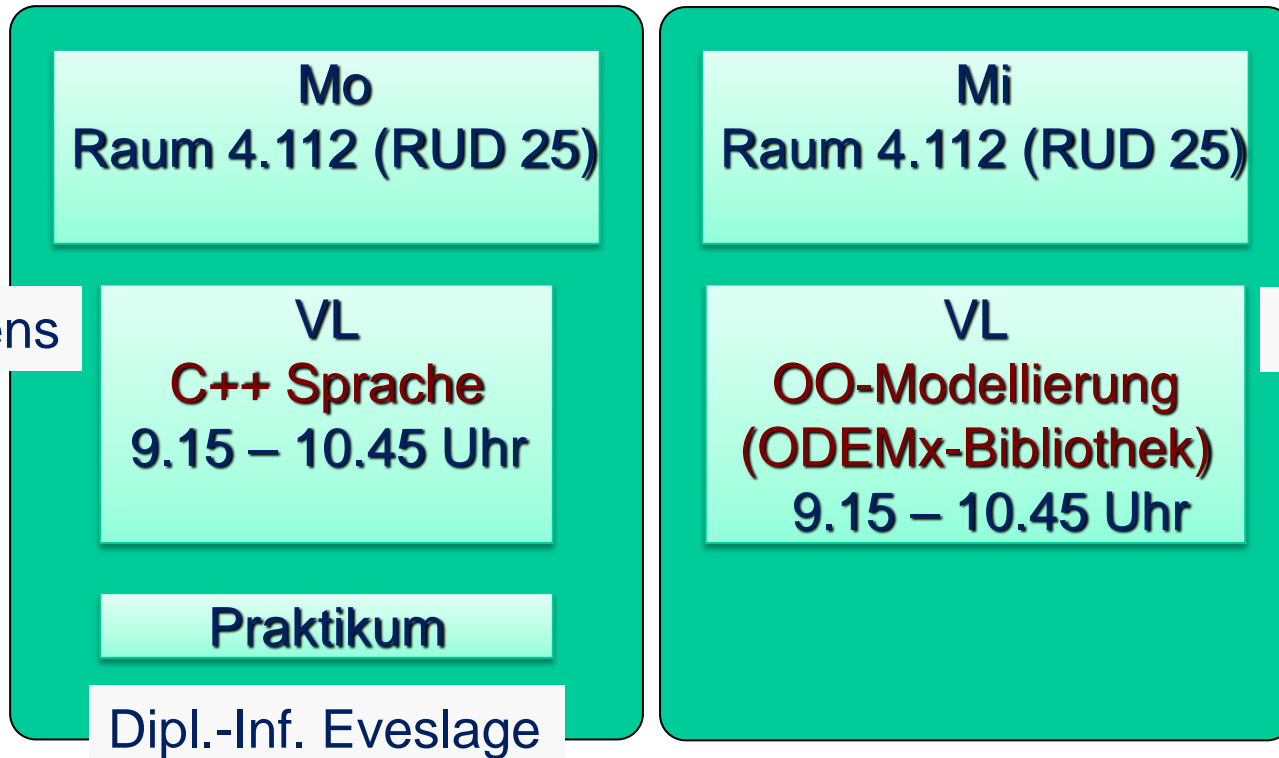 Mo
Raum 4.112 (RUD 25)
VL
C++ Sprache
9.15 – 10.45 Uhr
Praktikum
Dipl.-Inf. Eveslage
Mi
Raum 4.112 (RUD 25)
VL
OO-Modellierung
(ODEMx-Bibliothek)
9.15 – 10.45 Uhr